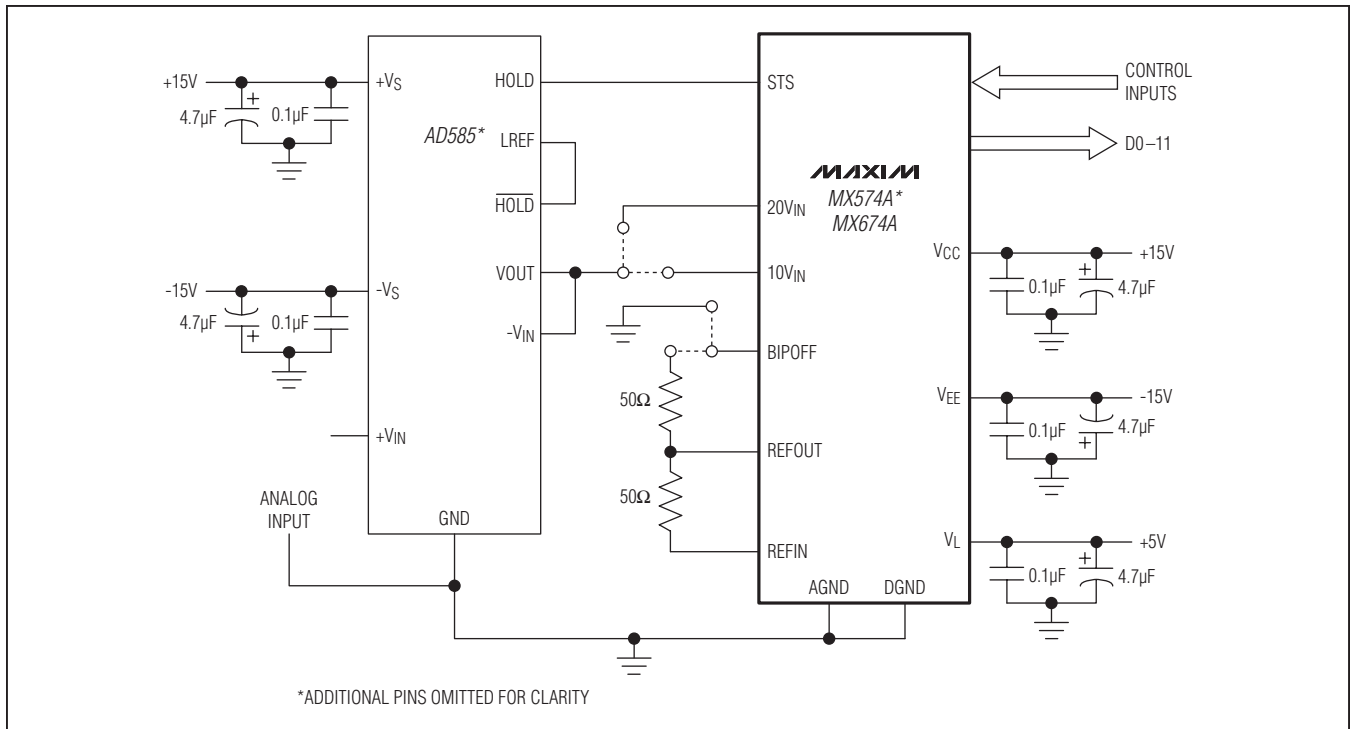 +15V
4.7µF
+
0.1µF
+VS
HOLD
AD585*
LREF
HOLD
VOUT
-VIN
-15V
4.7µF
+
0.1µF
-VS
+VIN
ANALOG
INPUT
GND
50Ω
50Ω
STS
MAXIM
MX574A*
MX674A
20VIN
10VIN
BIPOFF
REFOUT
REFIN
AGND
DGND
CONTROL
INPUTS
D0–11
VCC
+15V
0.1µF
+
4.7µF
VEE
-15V
0.1µF
+
4.7µF
VL
+5V
0.1µF
+
4.7µF
*ADDITIONAL PINS OMITTED FOR CLARITY